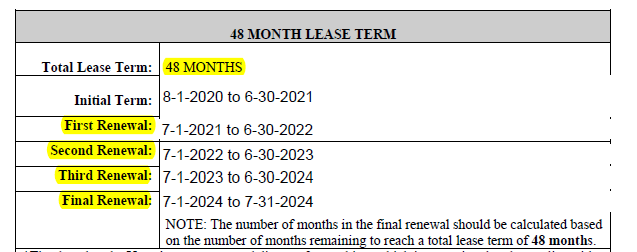 48 MONTH LEASE TERM
Total Lease Term: 48 MONTHS
Initial Term: 8-1-2020 to 6-30-2021
First Renewal: 7-1-2021 to 6-30-2022
Second Renewal: 7-1-2022 to 6-30-2023
Third Renewal: 7-1-2023 to 6-30-2024
Final Renewal: 7-1-2024 to 7-31-2024
NOTE: The number of months in the final renewal should be calculated based
on the number of months remaining to reach a total lease term of 48 months.